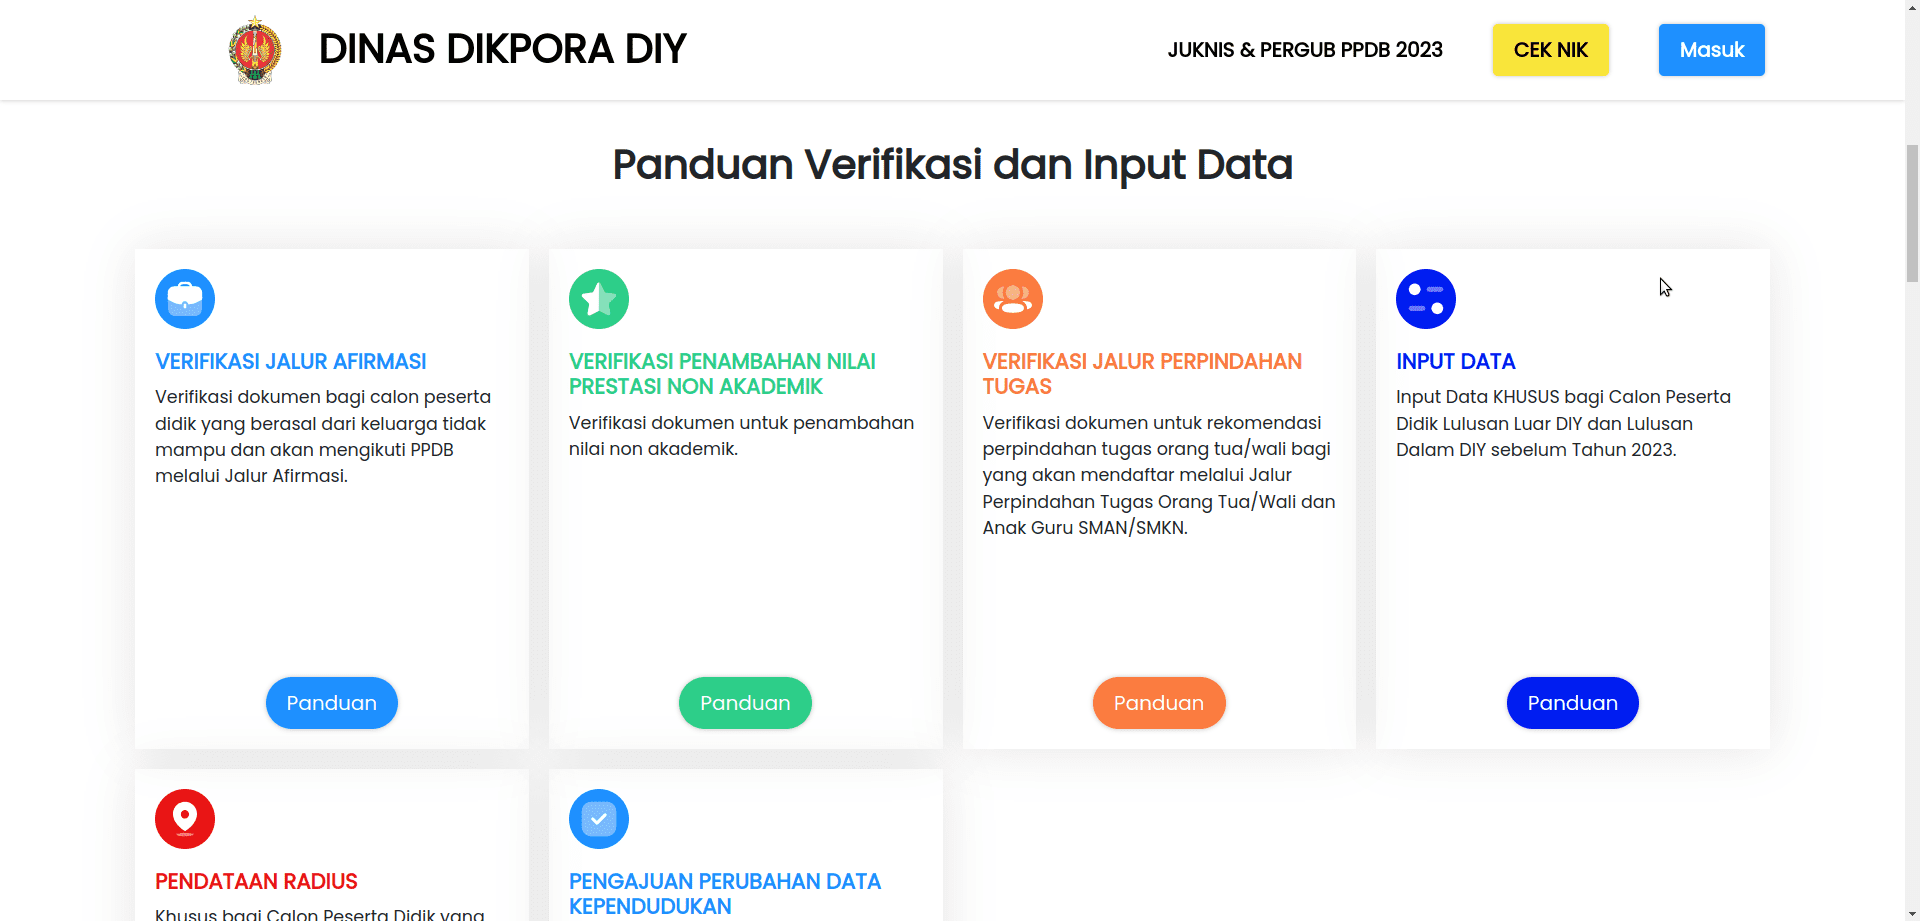 DINAS DIKPORA DIY
JUKNIS & PERGUB PPDB 2023
CEK NIK
Masuk
Panduan Verifikasi dan Input Data
VERIFIKASI JALUR AFIRMASI
Verifikasi dokumen bagi calon peserta
didik yang berasal dari keluarga tidak
mampu dan akan mengikuti PPDB
melalui Jalur Afirmasi.
Panduan
VERIFIKASI PENAMBAHAN NILAI
PRESTASI NON AKADEMIK
Verifikasi dokumen untuk penambahan
nilai non akademik.
Panduan
VERIFIKASI JALUR PERPINDAHAN
TUGAS
Verifikasi dokumen untuk rekomendasi
perpindahan tugas orang tua/wali bagi
yang akan mendaftar melalui Jalur
Perpindahan Tugas Orang Tua/Wali dan
Anak Guru SMAN/SMKN.
Panduan
INPUT DATA
Input Data KHUSUS bagi Calon Peserta
Didik Lulusan Luar DIY dan Lulusan
Dalam DIY sebelum Tahun 2023.
Panduan
PENDATAAN RADIUS
Khusus bagi Calon Peserta Didik yang
PENGAJUAN PERUBAHAN DATA
KEPENDUDUKAN